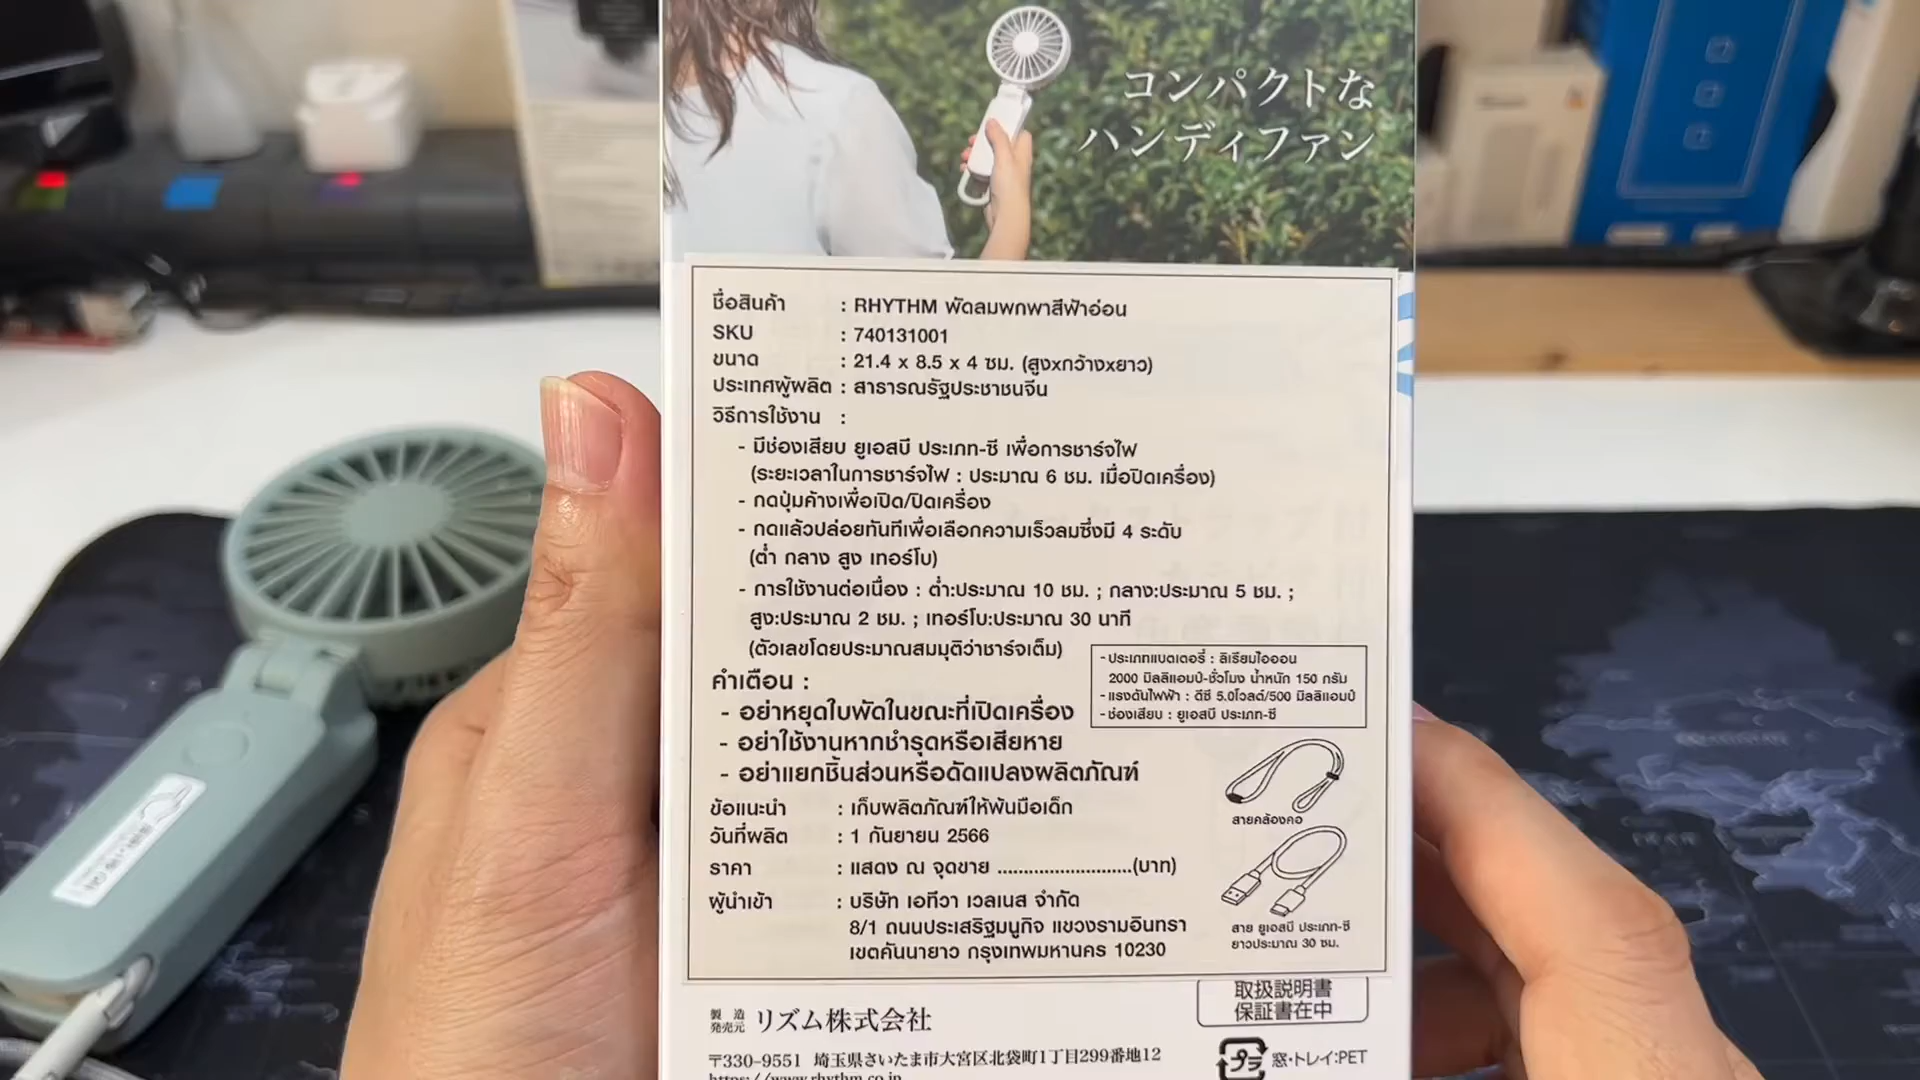 コンパクトな
ハンディファン
ชื่อสินค้า : RHYTHM พัดลมพกพาสีฟ้าอ่อน
SKU : 740131001
ขนาด : 21.4 x 8.5 x 4 ซม. (สูงxกว้างxยาว)
ประเทศผู้ผลิต : สาธารณรัฐประชาชนจีน
วิธีการใช้งาน :
- มีช่องเสียบ ยูเอสบี ประเภท-ซี เพื่อการชาร์จไฟ
(ระยะเวลาในการชาร์จไฟ : ประมาณ 6 ชม. เมื่อปิดเครื่อง)
- กดปุ่มค้างเพื่อเปิด/ปิดเครื่อง
- กดแล้วปล่อยทันทีเพื่อเลือกความเร็วลมซึ่งมี 4 ระดับ
(ต่ำ กลาง สูง เทอร์โบ)
- การใช้งานต่อเนื่อง : ต่ำ:ประมาณ 10 ชม. ; กลาง:ประมาณ 5 ชม. ;
สูง:ประมาณ 2 ชม. ; เทอร์โบ:ประมาณ 30 นาที
(ตัวเลขโดยประมาณสมมุติว่าชาร์จเต็ม)
- ประเภทแบตเตอรี่ : ลิเธียมไอออน
2000 มิลลิแอมป์-ชั่วโมง น้ำหนัก 150 กรัม
- แรงดันไฟฟ้า : ดีซี 5.0โวลต์/500 มิลลิแอมป์
- ช่องเสียบ : ยูเอสบี ประเภท-ซี
คำเตือน :
- อย่าหยุดใบพัดในขณะที่เปิดเครื่อง
- อย่าใช้งานหากชำรุดหรือเสียหาย
- อย่าแยกชิ้นส่วนหรือดัดแปลงผลิตภัณฑ์
สายคล้องคอ
ข้อแนะนำ : เก็บผลิตภัณฑ์ให้พ้นมือเด็ก
วันที่ผลิต : 1 กันยายน 2566
ราคา : แสดง ณ จุดขาย ........................(บาท)
ผู้นำเข้า : บริษัท เอทีวา เวลเนส จำกัด
8/1 ถนนประเสริฐมนูกิจ แขวงรามอินทรา
เขตคันนายาว กรุงเทพมหานคร 10230
สาย ยูเอสบี ประเภท-ซี
ยาวประมาณ 30 ซม.
製造
発売元 リズム株式会社
取扱説明書
保証書在中
〒330-9551 埼玉県さいたま市大宮区北袋町1丁目299番地12
https://www.rhythm.co.jp
プラ 窓・トレイ:PET